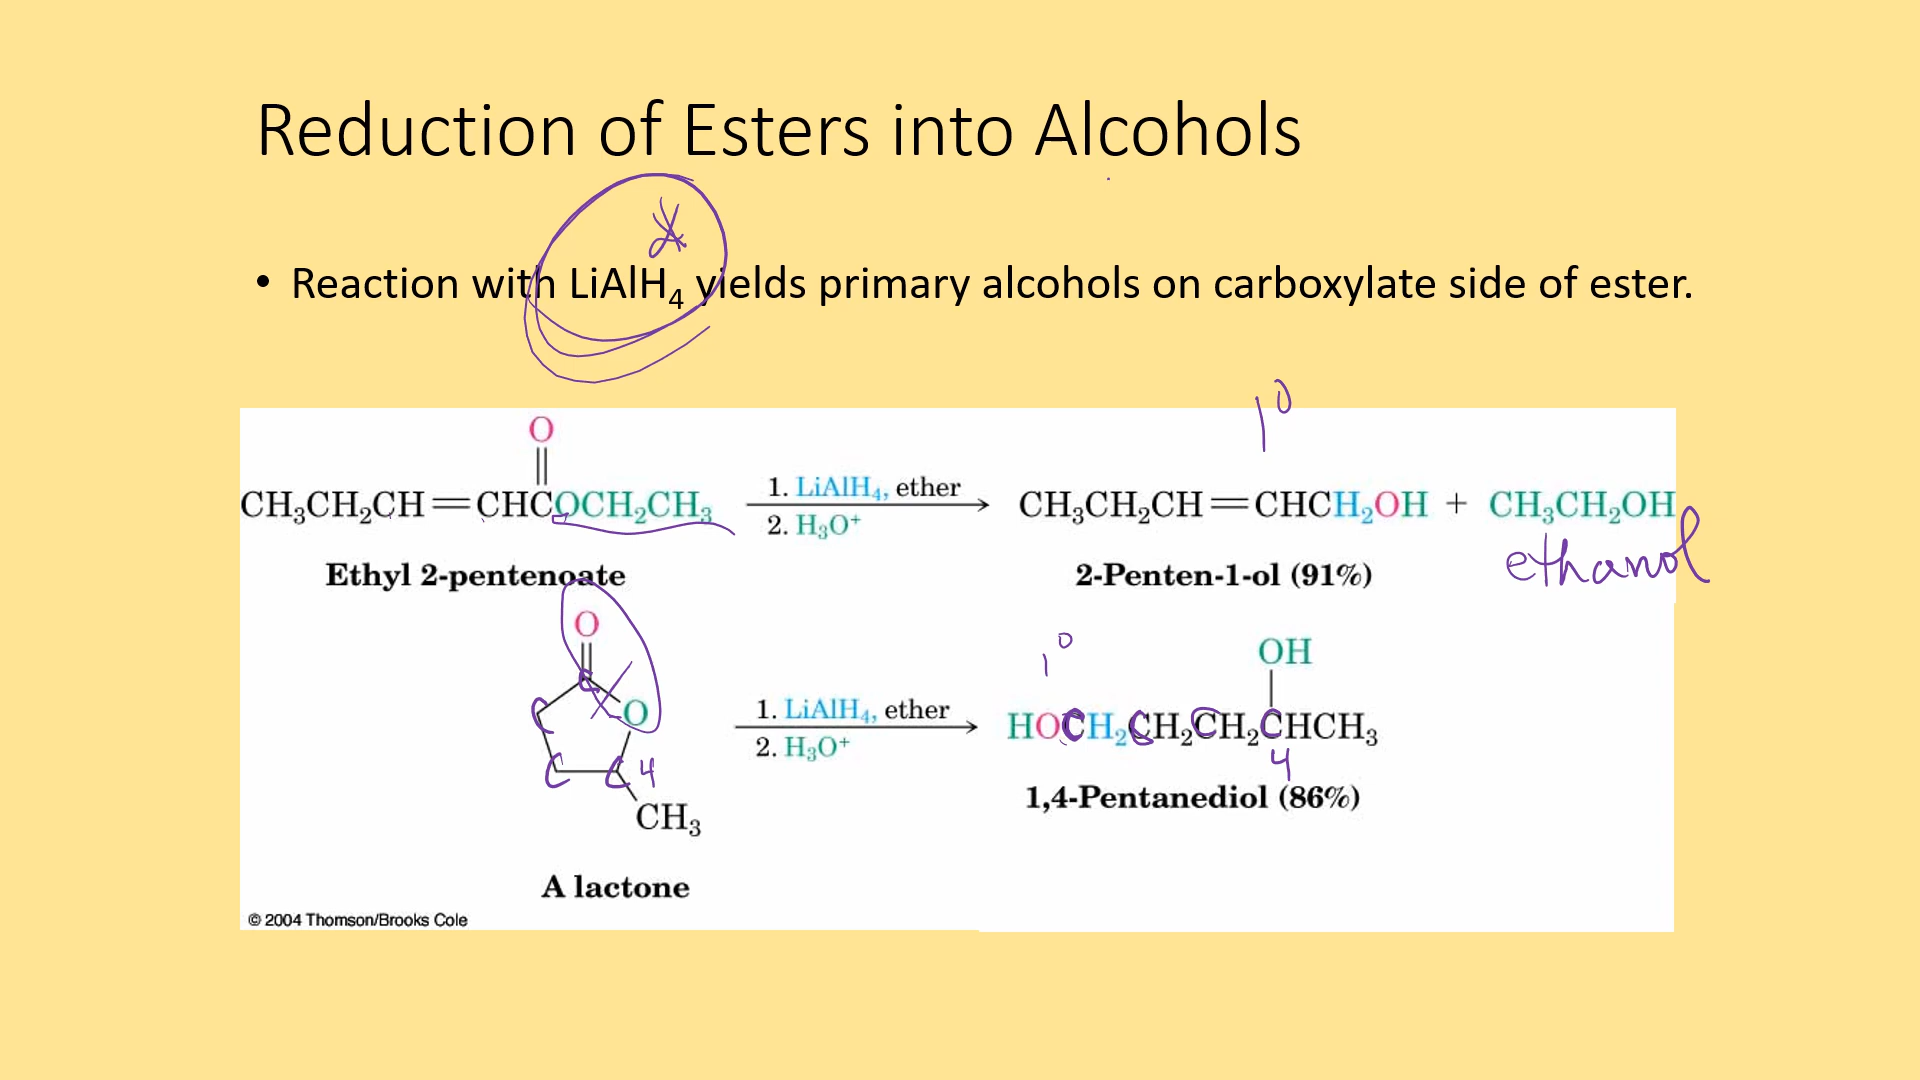 Reduction of Esters into Alcohols
• Reaction with LiAlH₄ yields primary alcohols on carboxylate side of ester.
1⁰
O
CH₃CH₂CH=CHCOCH₂CH₃
1. LiAlH₄, ether
2. H₃O⁺
CH₃CH₂CH=CHCH₂OH + CH₃CH₂OH
Ethyl 2-pentenoate
2-Penten-1-ol (91%)
ethanol
O
C
C
O
C
C 4
CH₃
A lactone
1. LiAlH₄, ether
2. H₃O⁺
1⁰
OH
HOCH₂CH₂CH₂CHCH₃
4
1,4-Pentanediol (86%)
© 2004 Thomson/Brooks Cole